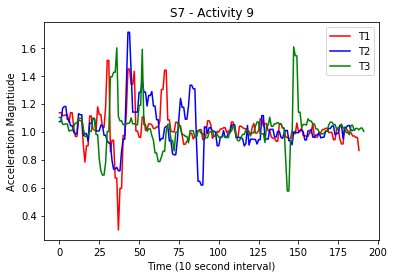 S7 - Activity 9
T1
T2
T3
1.6
1.4
1.2
1.0
0.8
0.6
0.4
Acceleration Magntiude
0 25 50 75 100 125 150 175 200
Time (10 second interval)